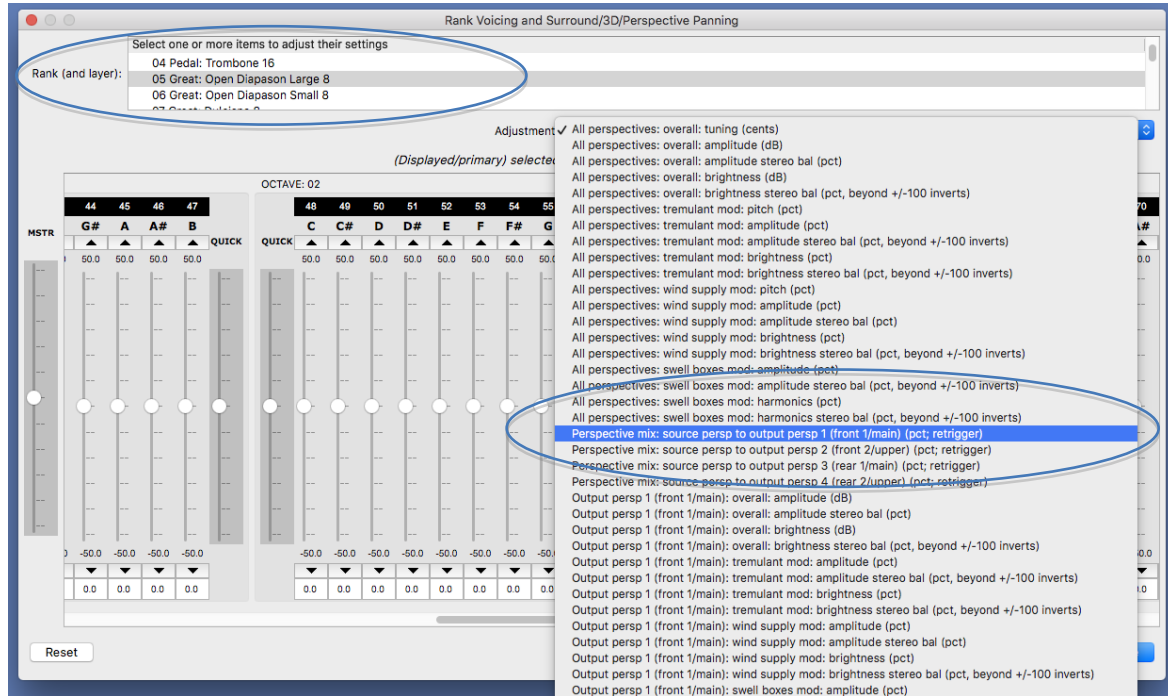 Rank Voicing and Surround/3D/Perspective Panning
Select one or more items to adjust their settings
Rank (and layer):
04 Pedal: Trombone 16
05 Great: Open Diapason Large 8
06 Great: Open Diapason Small 8
07 Great: Dulciana 8
Adjustment
(Displayed/primary) selected
✓ All perspectives: overall: tuning (cents)
All perspectives: overall: amplitude (dB)
All perspectives: overall: amplitude stereo bal (pct)
All perspectives: overall: brightness (dB)
All perspectives: overall: brightness stereo bal (pct, beyond +/-100 inverts)
All perspectives: tremulant mod: pitch (pct)
All perspectives: tremulant mod: amplitude (pct)
All perspectives: tremulant mod: amplitude stereo bal (pct, beyond +/-100 inverts)
All perspectives: tremulant mod: brightness (pct)
All perspectives: tremulant mod: brightness stereo bal (pct, beyond +/-100 inverts)
All perspectives: wind supply mod: pitch (pct)
All perspectives: wind supply mod: amplitude (pct)
All perspectives: wind supply mod: amplitude stereo bal (pct)
All perspectives: wind supply mod: brightness (pct)
All perspectives: wind supply mod: brightness stereo bal (pct, beyond +/-100 inverts)
All perspectives: swell boxes mod: amplitude (pct)
All perspectives: swell boxes mod: amplitude stereo bal (pct, beyond +/-100 inverts)
All perspectives: swell boxes mod: harmonics (pct)
All perspectives: swell boxes mod: harmonics stereo bal (pct, beyond +/-100 inverts)
Perspective mix: source persp to output persp 1 (front 1/main) (pct; retrigger)
Perspective mix: source persp to output persp 2 (front 2/upper) (pct; retrigger)
Perspective mix: source persp to output persp 3 (rear 1/main) (pct; retrigger)
Perspective mix: source persp to output persp 4 (rear 2/upper) (pct; retrigger)
Output persp 1 (front 1/main): overall: amplitude (dB)
Output persp 1 (front 1/main): overall: amplitude stereo bal (pct)
Output persp 1 (front 1/main): overall: brightness (dB)
Output persp 1 (front 1/main): overall: brightness stereo bal (pct, beyond +/-100 inverts)
Output persp 1 (front 1/main): tremulant mod: amplitude (pct)
Output persp 1 (front 1/main): tremulant mod: amplitude stereo bal (pct, beyond +/-100 inverts)
Output persp 1 (front 1/main): tremulant mod: brightness (pct)
Output persp 1 (front 1/main): tremulant mod: brightness stereo bal (pct, beyond +/-100 inverts)
Output persp 1 (front 1/main): wind supply mod: amplitude (pct)
Output persp 1 (front 1/main): wind supply mod: amplitude stereo bal (pct)
Output persp 1 (front 1/main): wind supply mod: brightness (pct)
Output persp 1 (front 1/main): wind supply mod: brightness stereo bal (pct, beyond +/-100 inverts)
Output persp 1 (front 1/main): swell boxes mod: amplitude (pct)
OCTAVE: 02
44 45 46 47 48 49 50 51 52 53 54 55 70
MSTR G# A A# B QUICK QUICK C C# D D# E F F# G A#
50.0 50.0 50.0 50.0 50.0 50.0 50.0 50.0 50.0 50.0 50.0 50.0
-50.0 -50.0 -50.0 -50.0 -50.0 -50.0 -50.0 -50.0 -50.0 -50.0 -50.0
0.0 0.0 0.0 0.0 0.0 0.0 0.0 0.0 0.0 0.0 0.0 0.0
Reset